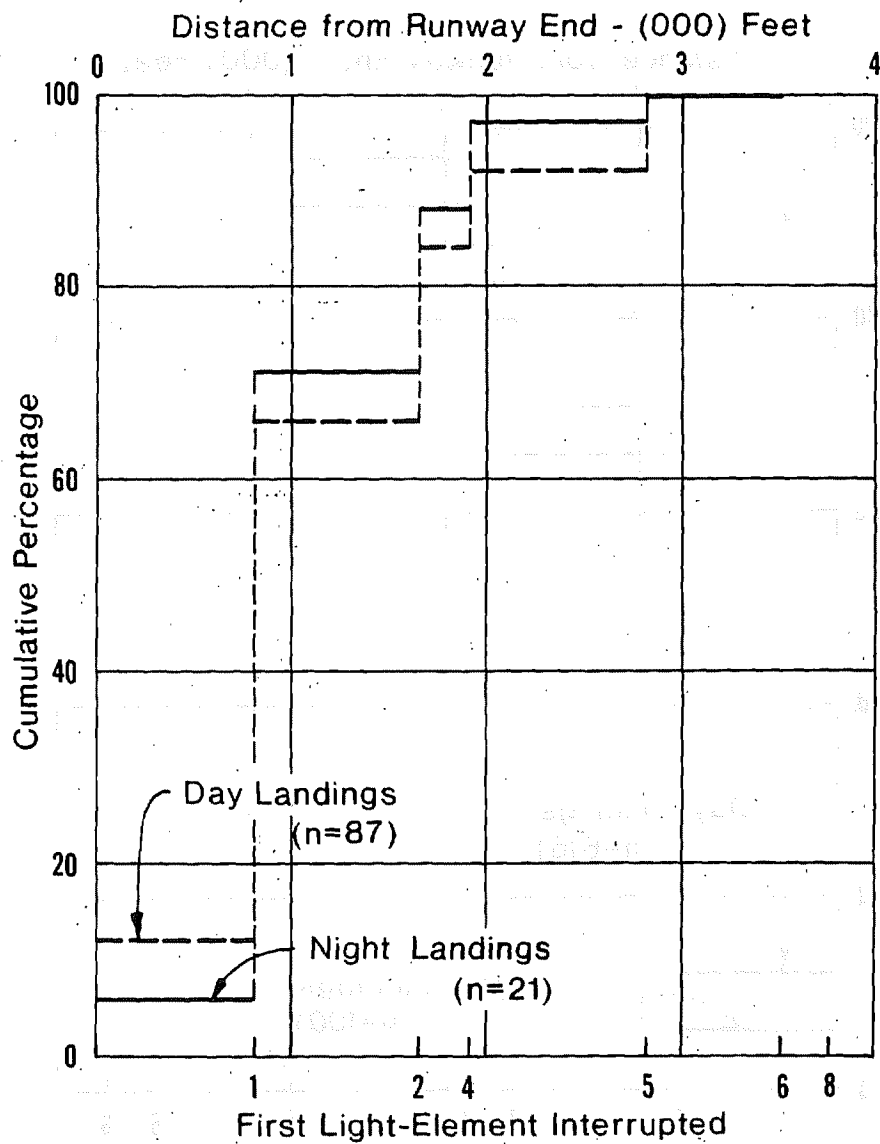 Distance from Runway End - (000) Feet
0 1 2 3 4
100
80
60
40
20
0
Cumulative Percentage
Day Landings
(n=87)
Night Landings
(n=21)
1 2 4 5 6 8
First Light-Element Interrupted